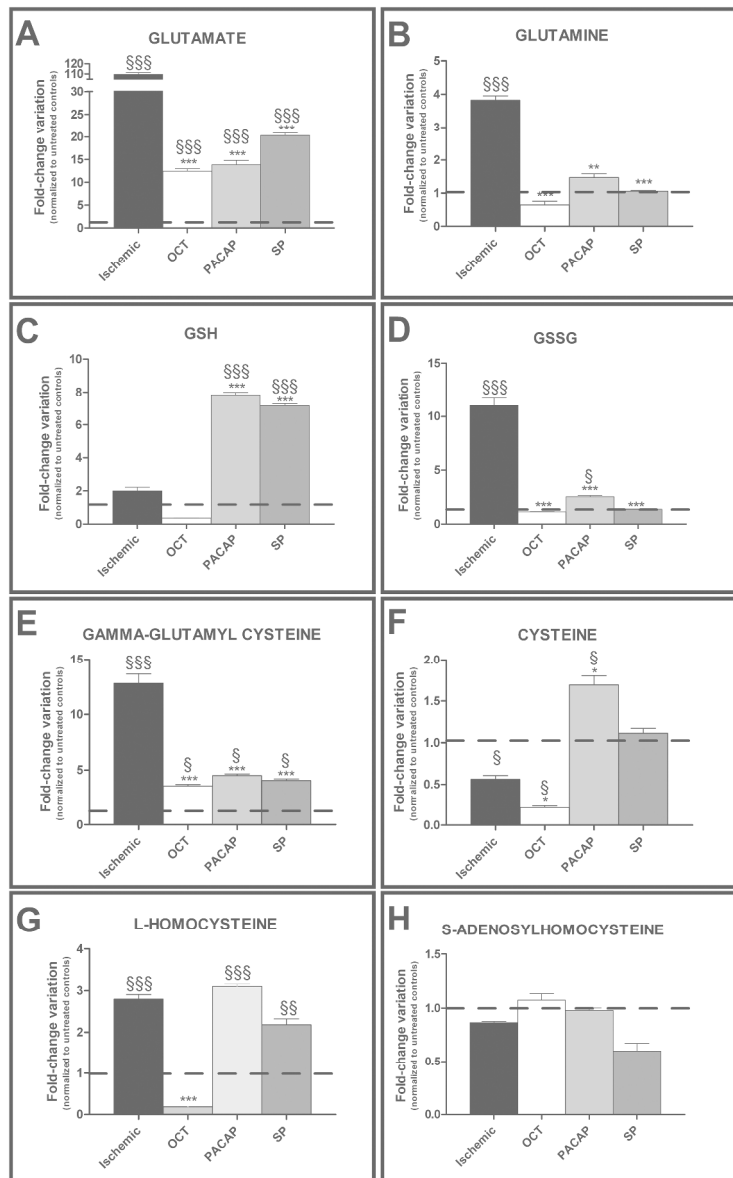 A
GLUTAMATE
Fold-change variation
(normalized to untreated controls)
120
110
30
25
20
15
10
5
0
§§§
§§§
***
§§§
***
§§§
***
Ischemic
OCT
PACAP
SP
B
GLUTAMINE
Fold-change variation
(normalized to untreated controls)
5
4
3
2
1
0
§§§
***
**
***
Ischemic
OCT
PACAP
SP
C
GSH
Fold-change variation
(normalized to untreated controls)
10
8
6
4
2
0
§§§
***
§§§
***
Ischemic
OCT
PACAP
SP
D
GSSG
Fold-change variation
(normalized to untreated controls)
15
10
5
0
§§§
***
§
***
***
Ischemic
OCT
PACAP
SP
E
GAMMA-GLUTAMYL CYSTEINE
Fold-change variation
(normalized to untreated controls)
15
10
5
0
§§§
§
***
§
***
§
***
Ischemic
OCT
PACAP
SP
F
CYSTEINE
Fold-change variation
(normalized to untreated controls)
2.0
1.5
1.0
0.5
0.0
§
§
*
§
*
Ischemic
OCT
PACAP
SP
G
L-HOMOCYSTEINE
Fold-change variation
(normalized to untreated controls)
4
3
2
1
0
§§§
***
§§§
§§
Ischemic
OCT
PACAP
SP
H
S-ADENOSYLHOMOCYSTEINE
Fold-change variation
(normalized to untreated controls)
1.5
1.0
0.5
0.0
Ischemic
OCT
PACAP
SP